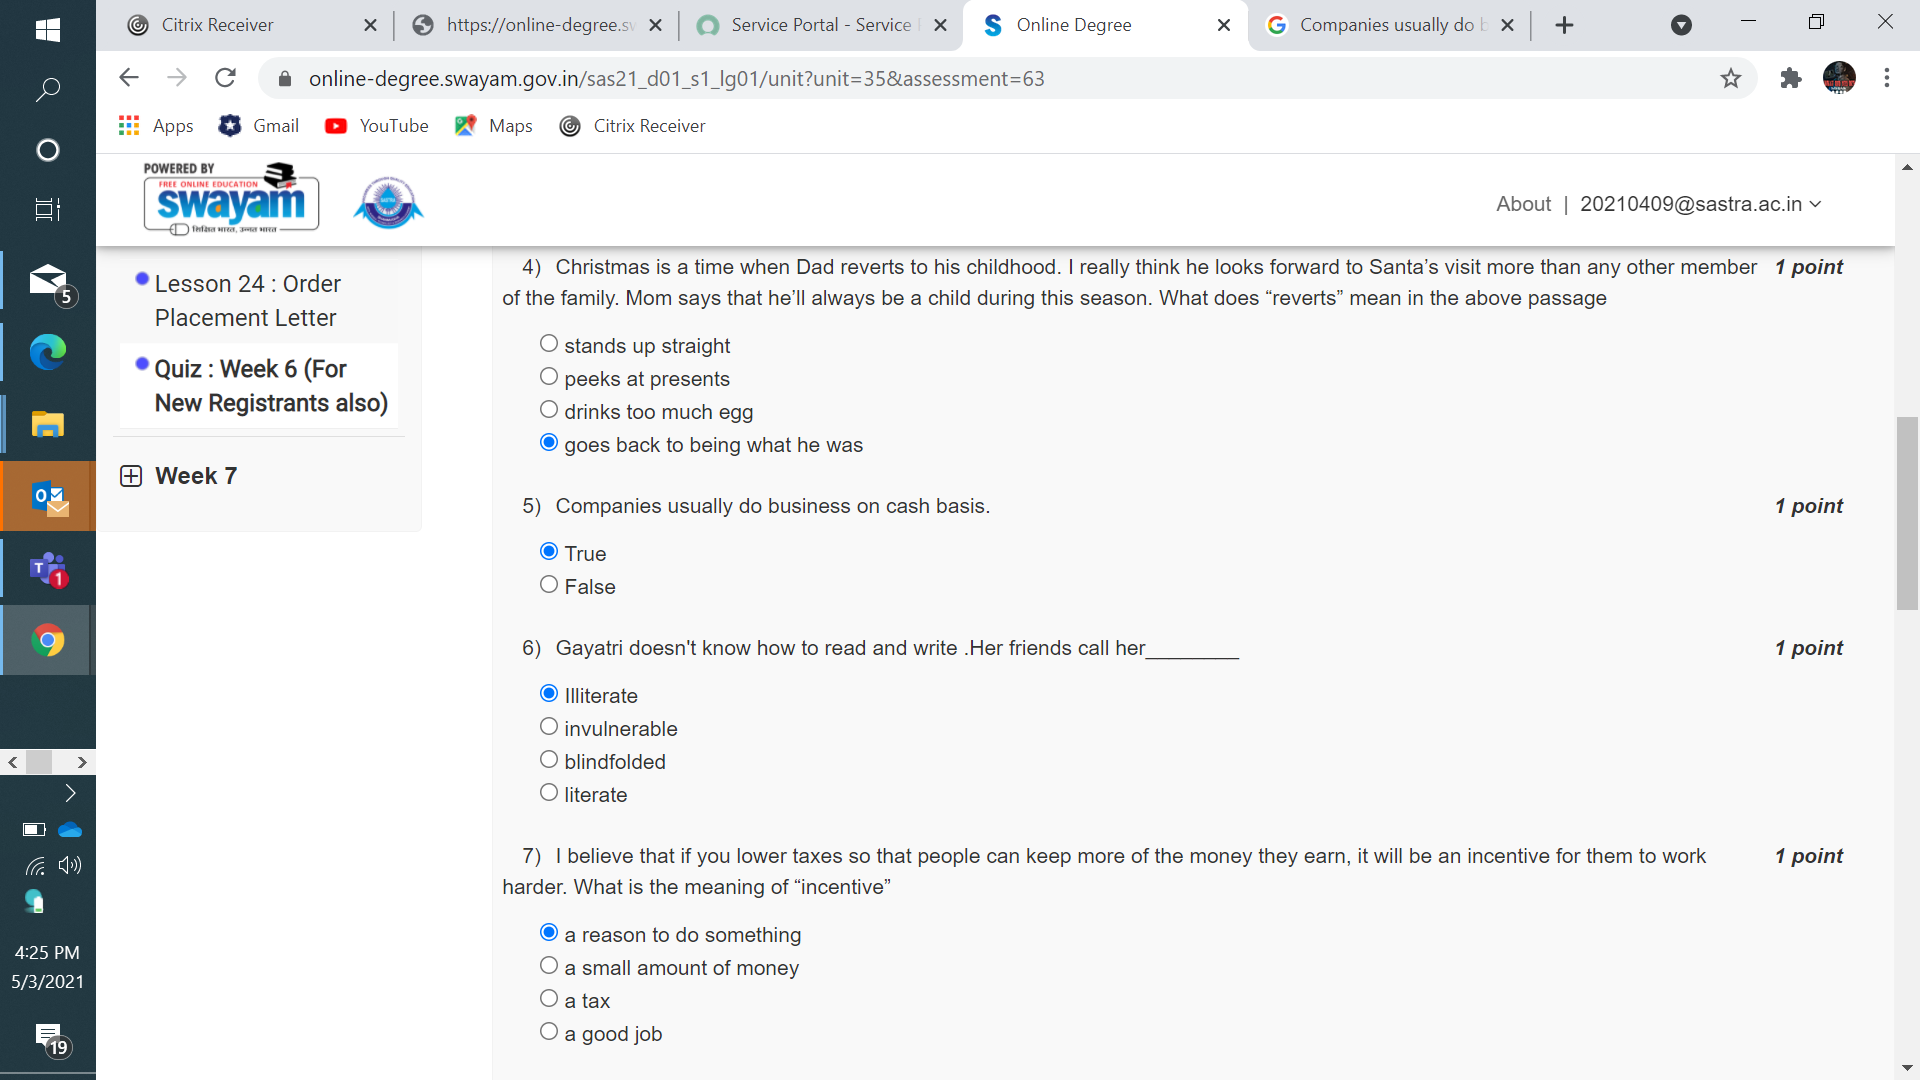 Citrix Receiver
https://online-degree.sw
Service Portal - Service
Online Degree
Companies usually do b
online-degree.swayam.gov.in/sas21_d01_s1_lg01/unit?unit=35&assessment=63
Apps
Gmail
YouTube
Maps
Citrix Receiver
POWERED BY
FREE ONLINE EDUCATION
swayam
शिक्षित भारत, उन्नत भारत
About | 20210409@sastra.ac.in
Lesson 24 : Order
Placement Letter
Quiz : Week 6 (For
New Registrants also)
Week 7
4) Christmas is a time when Dad reverts to his childhood. I really think he looks forward to Santa’s visit more than any other member 1 point
of the family. Mom says that he’ll always be a child during this season. What does “reverts” mean in the above passage
stands up straight
peeks at presents
drinks too much egg
goes back to being what he was
5) Companies usually do business on cash basis. 1 point
True
False
6) Gayatri doesn't know how to read and write .Her friends call her________ 1 point
Illiterate
invulnerable
blindfolded
literate
7) I believe that if you lower taxes so that people can keep more of the money they earn, it will be an incentive for them to work 1 point
harder. What is the meaning of “incentive”
a reason to do something
a small amount of money
a tax
a good job
5
1
4:25 PM
5/3/2021
19